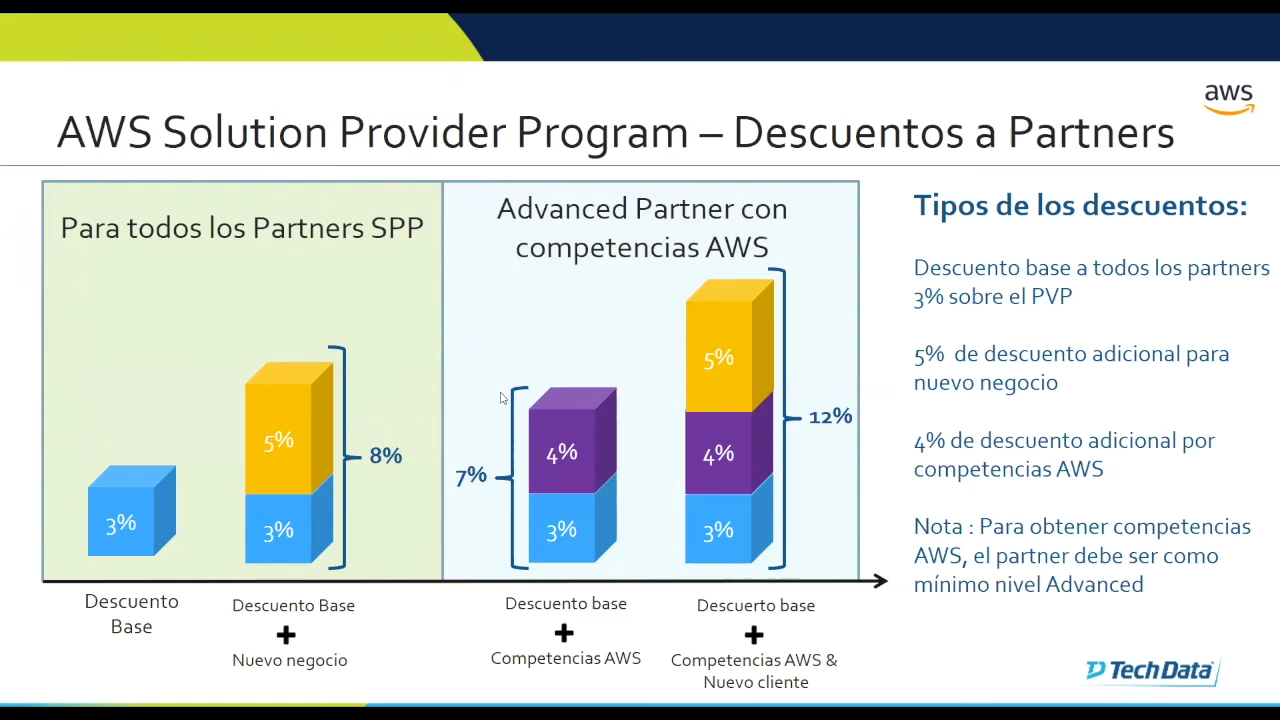 aws
AWS Solution Provider Program – Descuentos a Partners
Para todos los Partners SPP
3%
5%
3%
8%
Descuento
Base
Descuento Base
+
Nuevo negocio
Advanced Partner con
competencias AWS
7%
4%
3%
5%
4%
3%
12%
Descuento base
+
Competencias AWS
Descuerto base
+
Competencias AWS &
Nuevo cliente
Tipos de los descuentos:
Descuento base a todos los partners
3% sobre el PVP
5%  de descuento adicional para
nuevo negocio
4% de descuento adicional por
competencias AWS
Nota : Para obtener competencias
AWS, el partner debe ser como
mínimo nivel Advanced
TechData